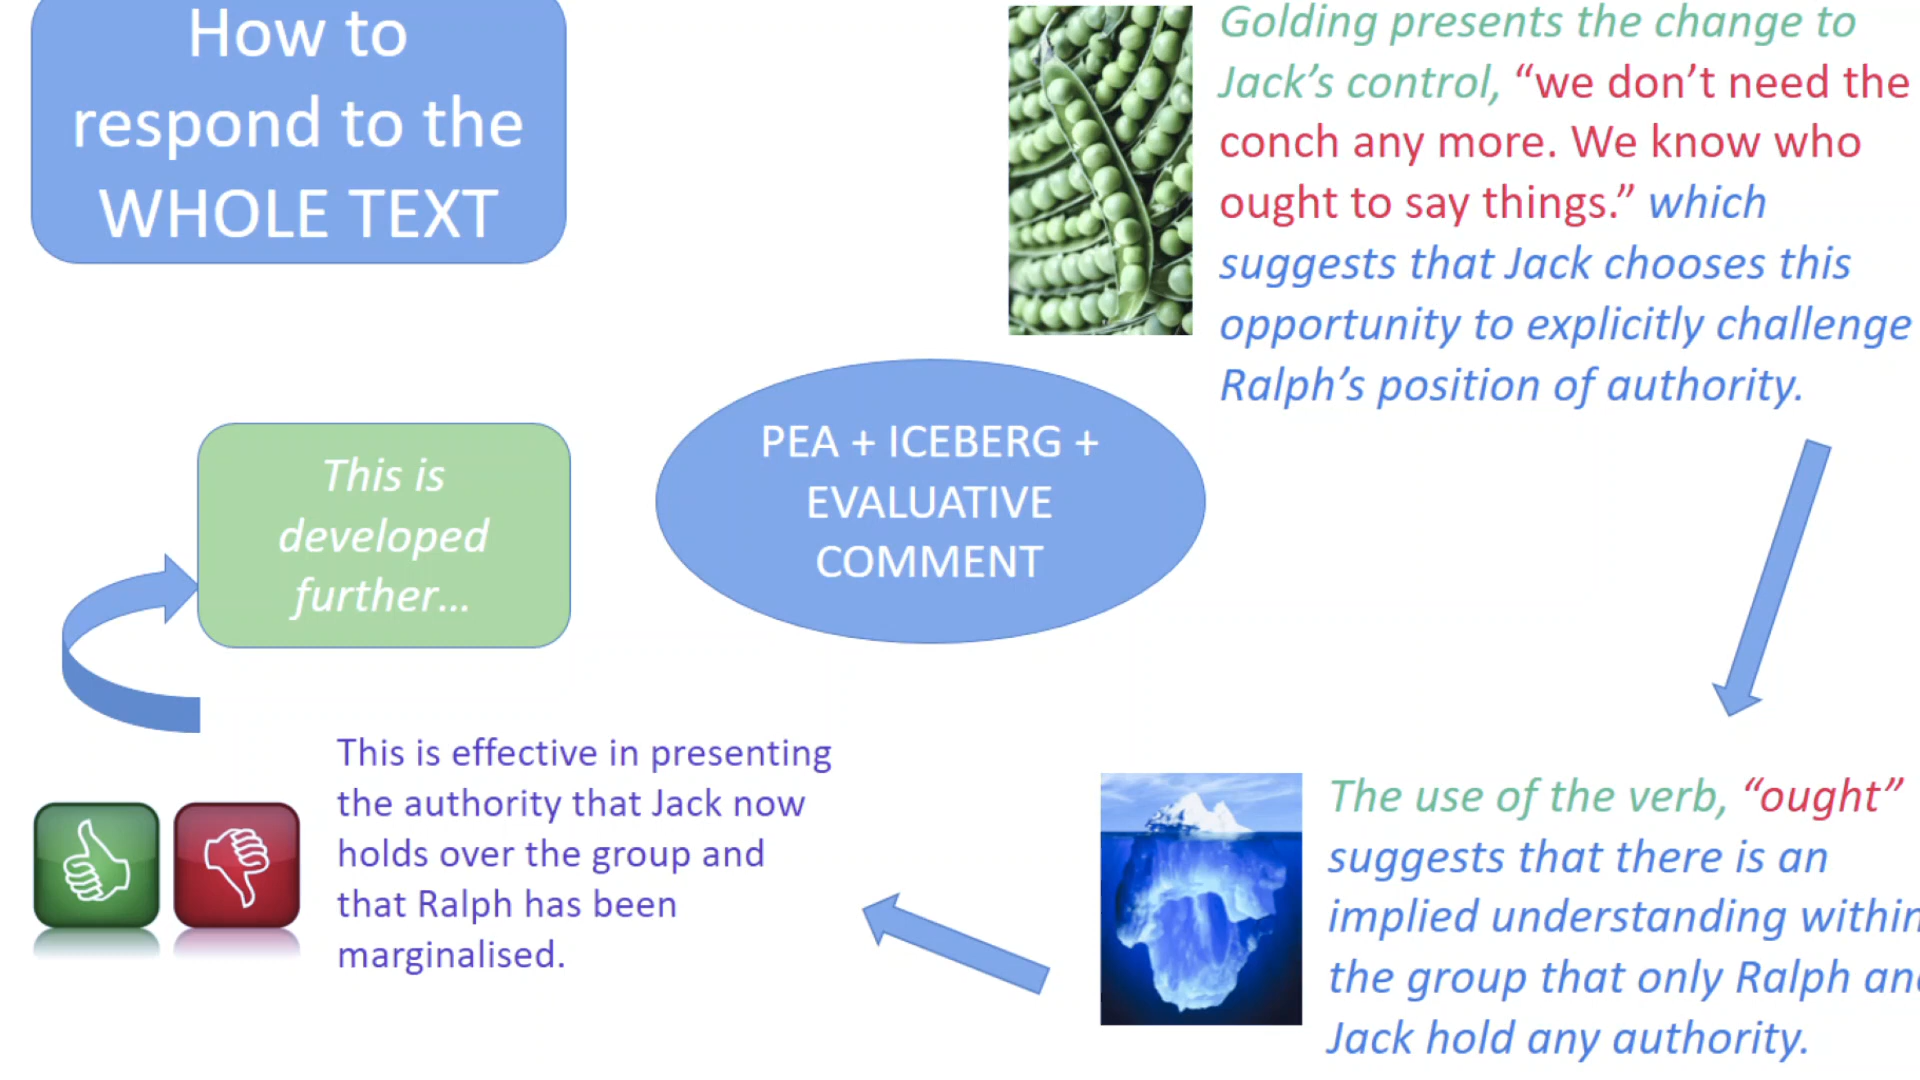 How to
respond to the
WHOLE TEXT
Golding presents the change to
Jack’s control, “we don’t need the
conch any more. We know who
ought to say things.” which
suggests that Jack chooses this
opportunity to explicitly challenge
Ralph’s position of authority.
PEA + ICEBERG +
EVALUATIVE
COMMENT
This is
developed
further...
The use of the verb, “ought”
suggests that there is an
implied understanding within
the group that only Ralph an
Jack hold any authority.
This is effective in presenting
the authority that Jack now
holds over the group and
that Ralph has been
marginalised.